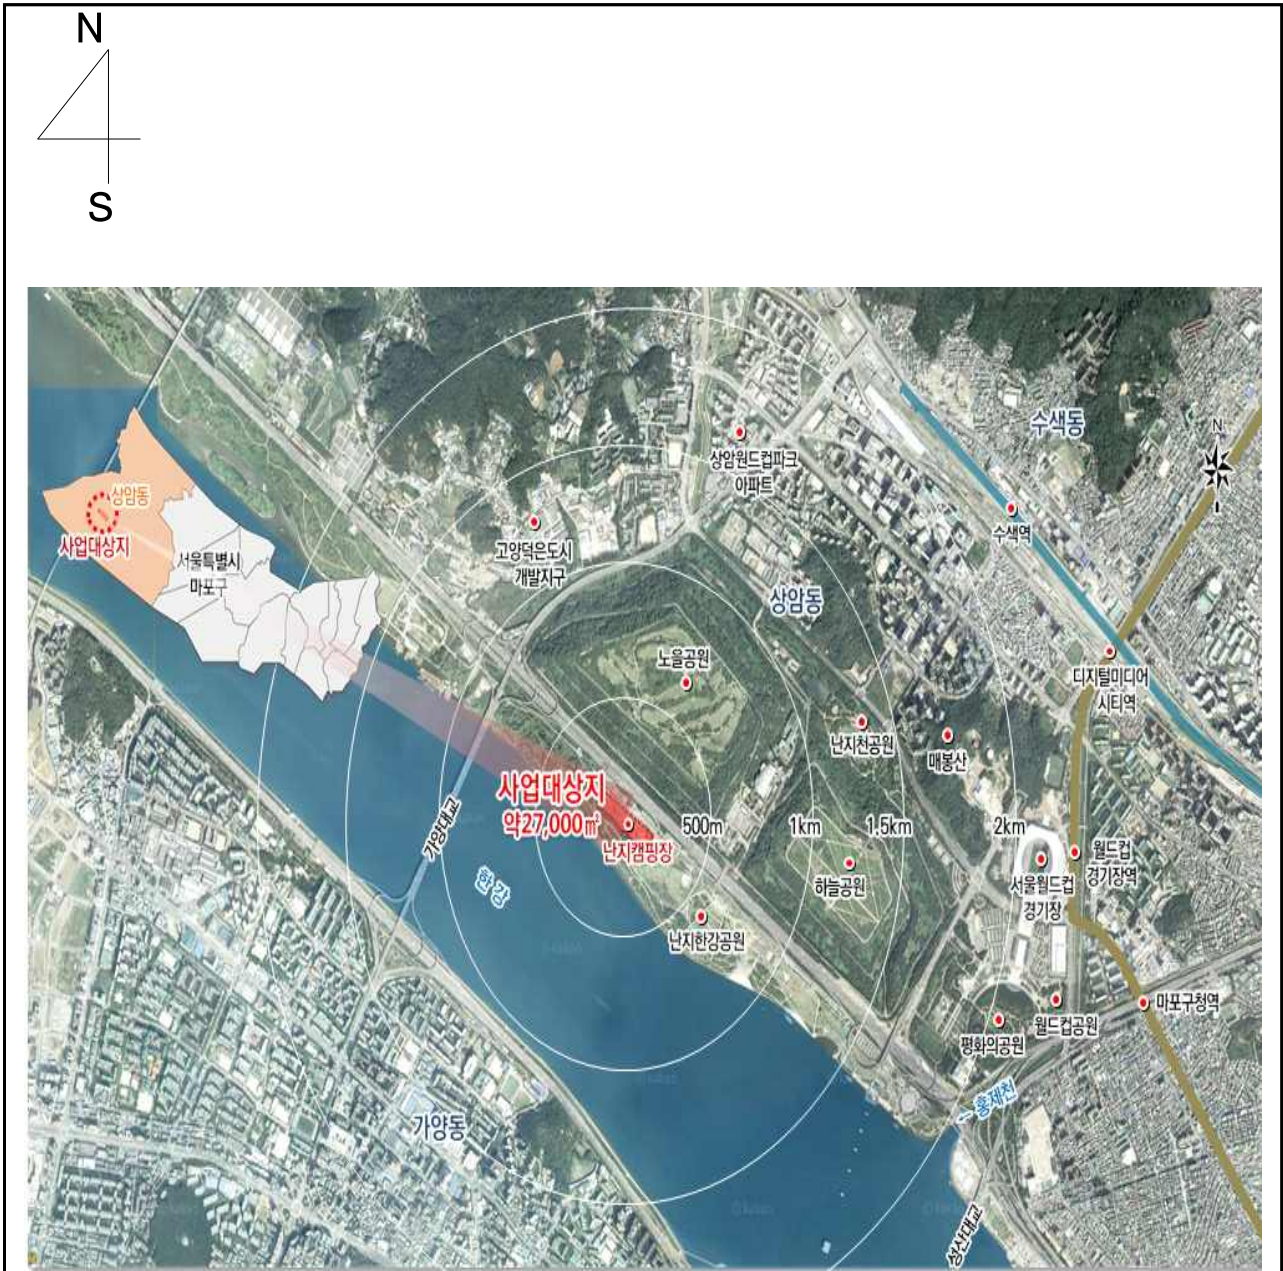 N
S
수색동
N
상암원드컵파크
아파트
상암동
사업대상지
수색역
고양덕은도시
개발지구
서울특별시
마포구
상암동
노을공원
디지털미디어
시티역
난지천공원
매봉산
사업대상지
약27,000㎡
난지캠핑장
500m
1km
1.5km
2km
가양대교
한강
월드컵
경기장역
하늘공원
서울월드컵
경기장
난지한강공원
월드컵공원
마포구청역
평화의공원
← 홍제천
가양동
성산대교